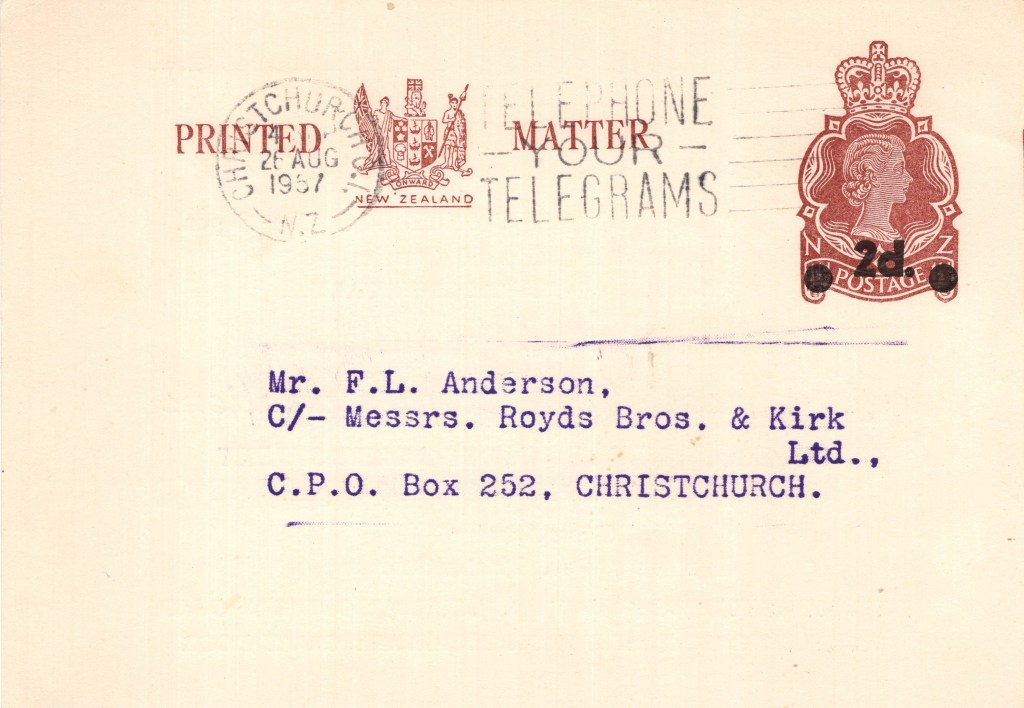 PRINTED MATTER
ONWARD
NEW ZEALAND
CHRISTCHURCH
26 AUG
1957
N.Z
TELEPHONE
— YOUR —
TELEGRAMS
N Z
2d.
POSTAGE
Mr. F.L. Anderson,
C/- Messrs. Royds Bros. & Kirk
Ltd.,
C.P.O. Box 252, CHRISTCHURCH.